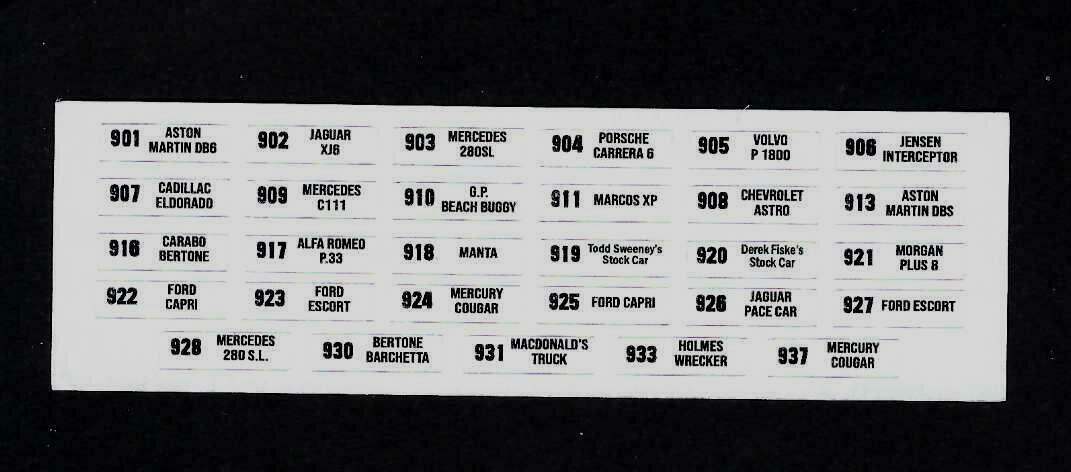 901 ASTON MARTIN DB6
902 JAGUAR XJ6
903 MERCEDES 280SL
904 PORSCHE CARRERA 6
905 VOLVO P 1800
906 JENSEN INTERCEPTOR
907 CADILLAC ELDORADO
909 MERCEDES C111
910 G.P. BEACH BUGGY
911 MARCOS XP
908 CHEVROLET ASTRO
913 ASTON MARTIN DBS
916 CARABO BERTONE
917 ALFA ROMEO P.33
918 MANTA
919 Todd Sweeney's Stock Car
920 Derek Fiske's Stock Car
921 MORGAN PLUS 8
922 FORD CAPRI
923 FORD ESCORT
924 MERCURY COUGAR
925 FORD CAPRI
926 JAGUAR PACE CAR
927 FORD ESCORT
928 MERCEDES 280 S.L.
930 BERTONE BARCHETTA
931 MACDONALD'S TRUCK
933 HOLMES WRECKER
937 MERCURY COUGAR